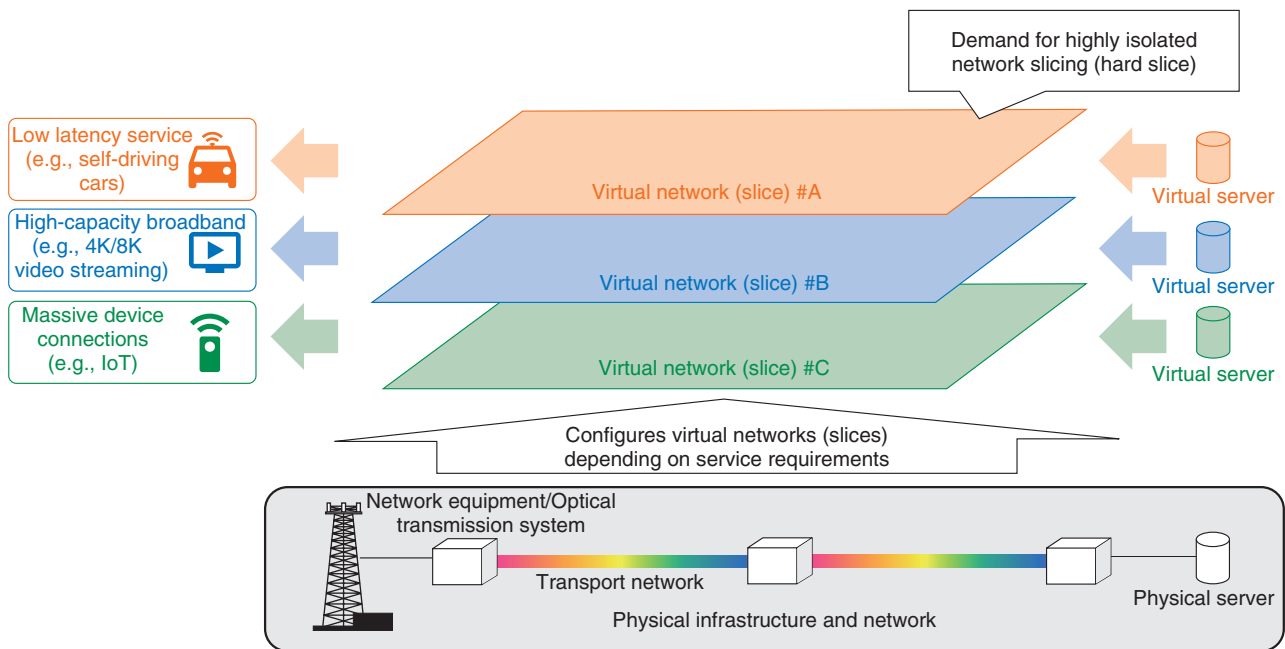 Demand for highly isolated
network slicing (hard slice)
Low latency service
(e.g., self-driving
cars)
Virtual network (slice) #A
Virtual server
High-capacity broadband
(e.g., 4K/8K
video streaming)
Virtual network (slice) #B
Virtual server
Massive device
connections
(e.g., IoT)
Virtual network (slice) #C
Virtual server
Configures virtual networks (slices)
depending on service requirements
Network equipment/Optical
transmission system
Transport network
Physical server
Physical infrastructure and network